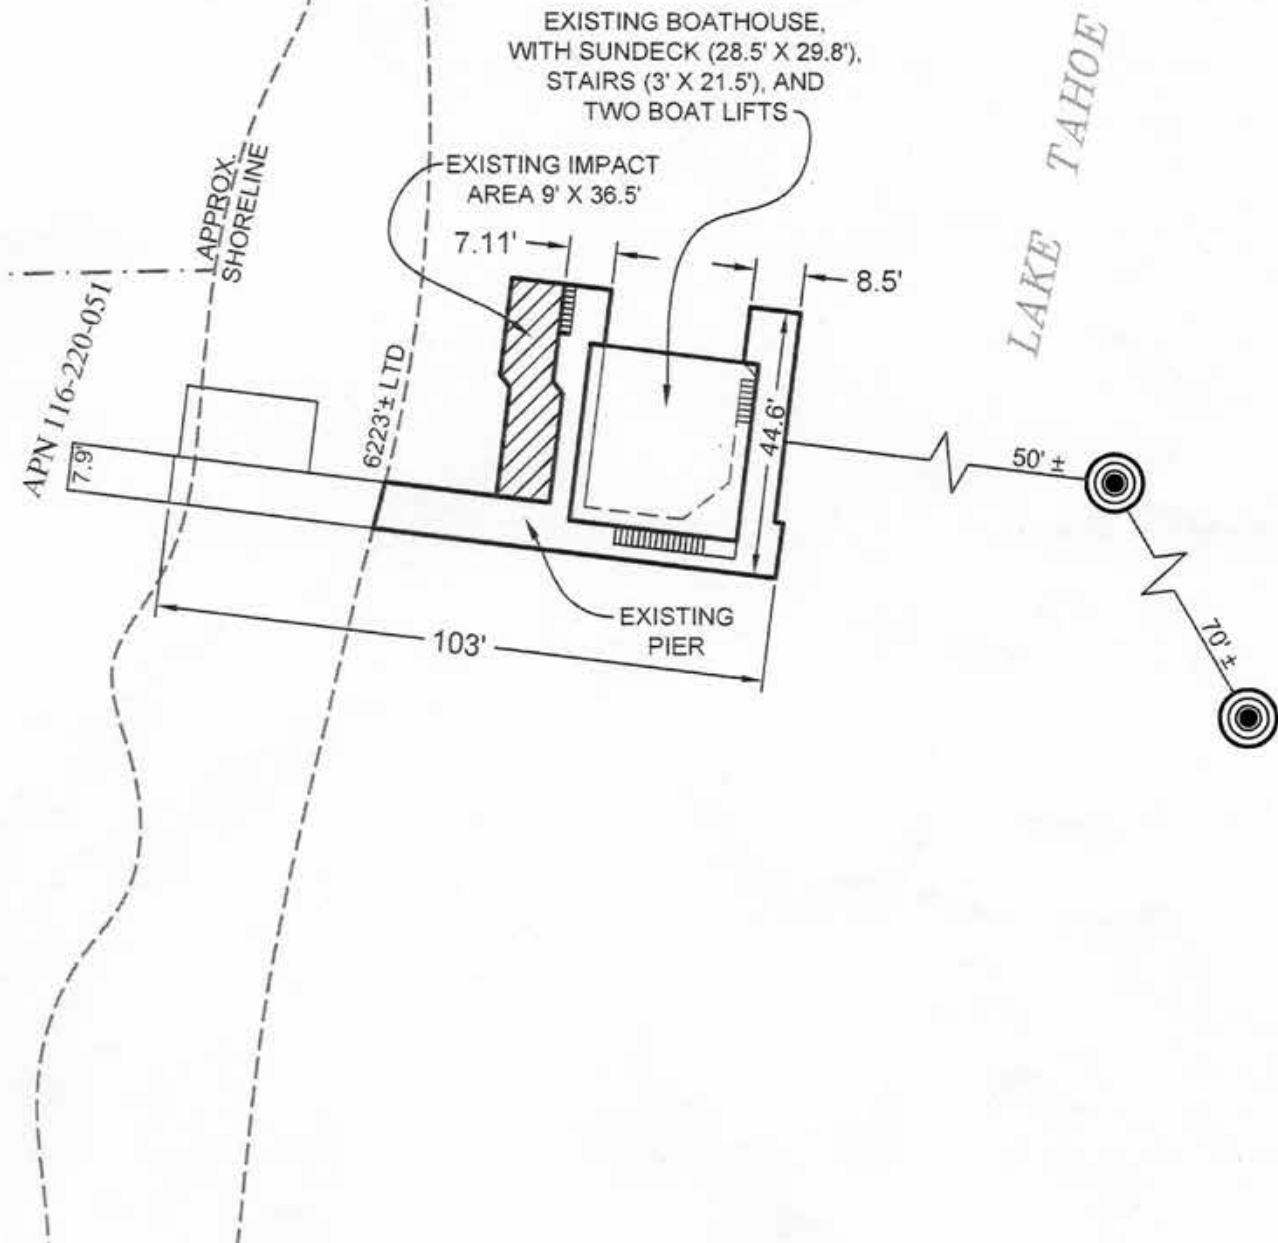 EXISTING BOATHOUSE,
WITH SUNDECK (28.5' X 29.8'),
STAIRS (3' X 21.5'), AND
TWO BOAT LIFTS
LAKE TAHOE
EXISTING IMPACT
AREA 9' X 36.5'
APPROX.
SHORELINE
7.11'
8.5'
APN 116-220-051
6223'± LTD
44.6'
7.9'
50' ±
EXISTING
PIER
103'
70' ±